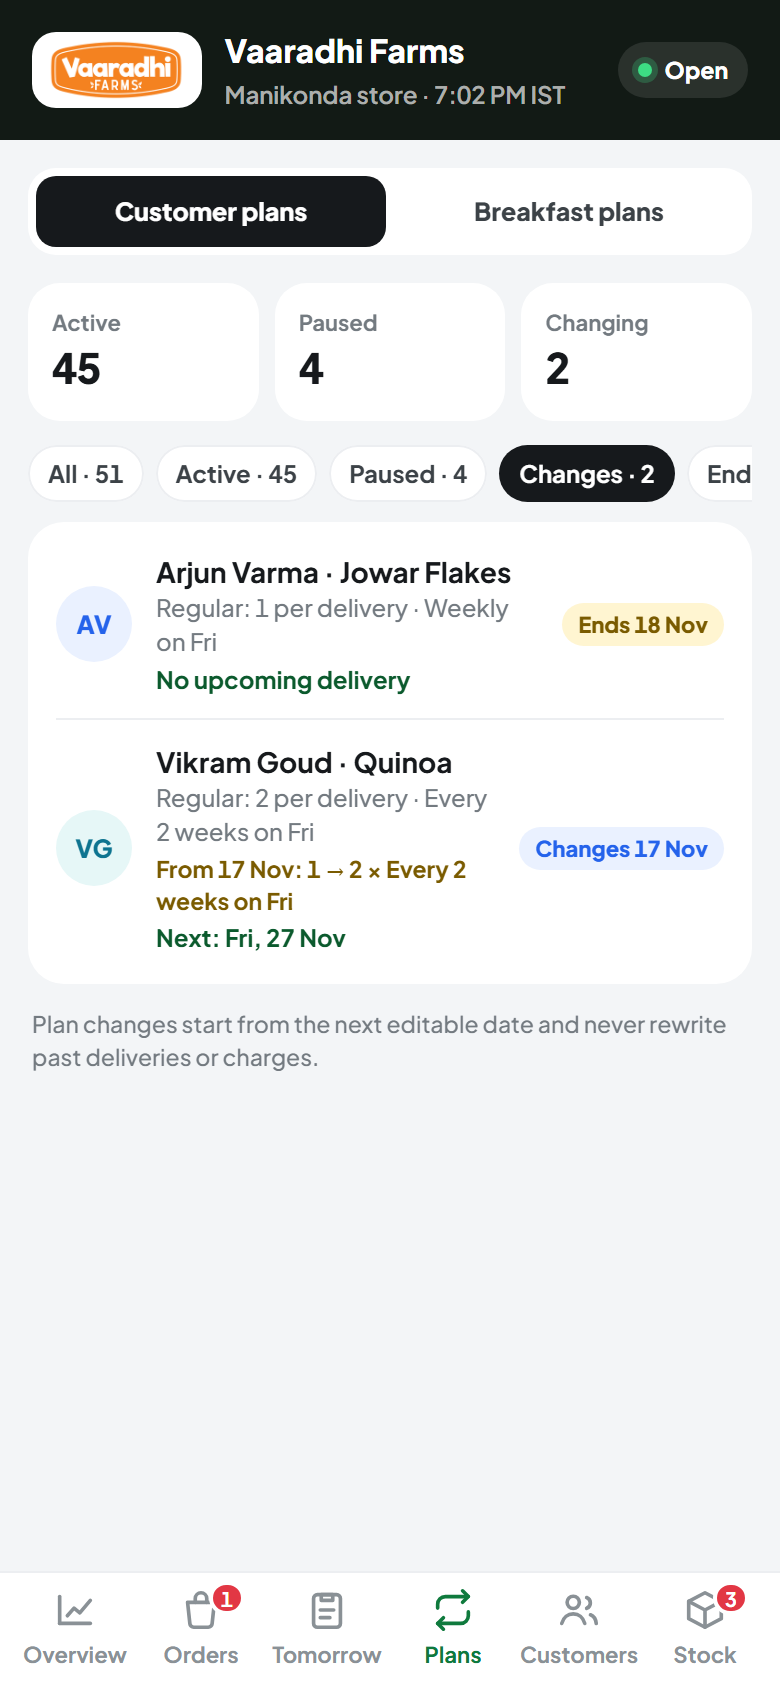 Vaaradhi
FARMS
Vaaradhi Farms
Manikonda store · 7:02 PM IST
Open
Customer plans
Breakfast plans
Active
45
Paused
4
Changing
2
All · 51
Active · 45
Paused · 4
Changes · 2
End
Arjun Varma · Jowar Flakes
AV
Regular: 1 per delivery · Weekly
on Fri
No upcoming delivery
Ends 18 Nov
Vikram Goud · Quinoa
VG
Regular: 2 per delivery · Every
2 weeks on Fri
From 17 Nov: 1 → 2 × Every 2
weeks on Fri
Next: Fri, 27 Nov
Changes 17 Nov
Plan changes start from the next editable date and never rewrite
past deliveries or charges.
Overview
1
Orders
Tomorrow
Plans
Customers
3
Stock